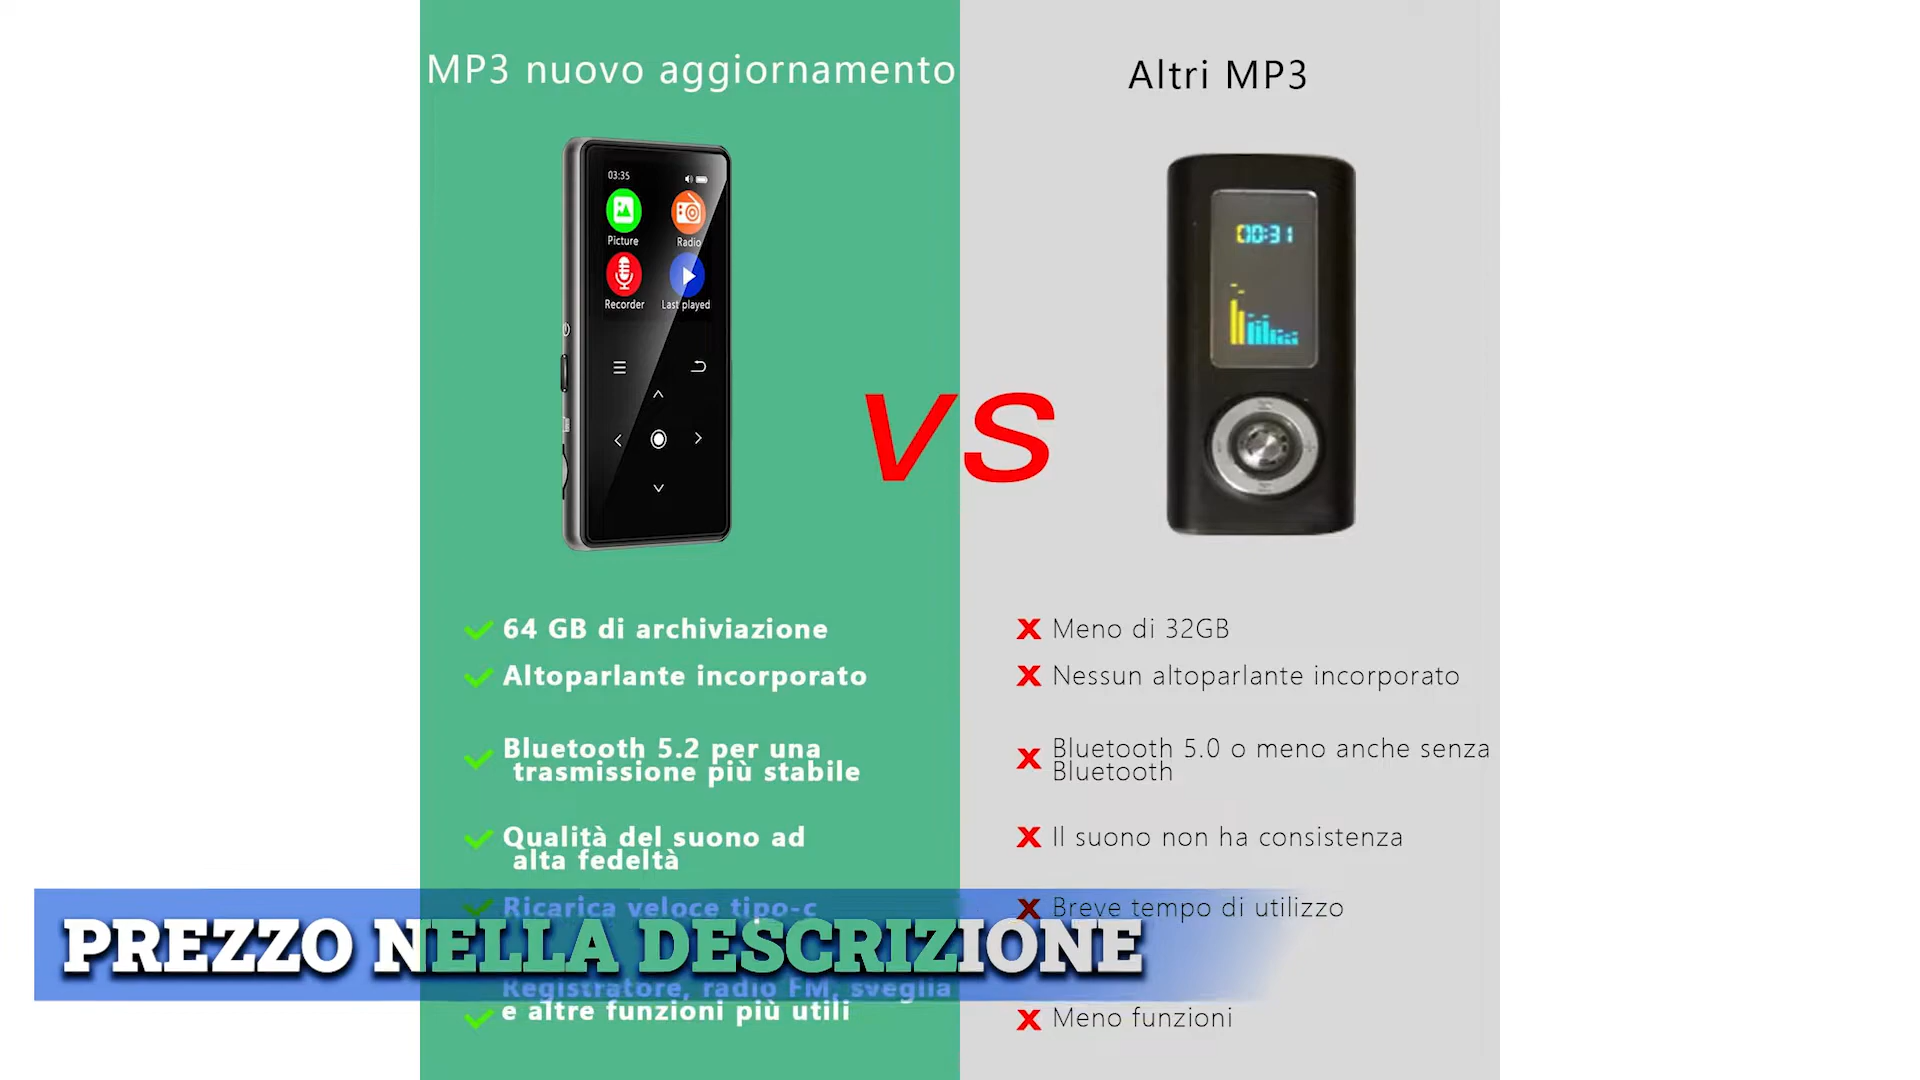 MP3 nuovo aggiornamento
Altri MP3
03:35
Picture
Radio
Recorder
Last played
00:31
VS
64 GB di archiviazione
Altoparlante incorporato
Bluetooth 5.2 per una
trasmissione più stabile
Qualità del suono ad
alta fedeltà
Ricarica veloce tipo-c
Registratore, radio FM, sveglia
e altre funzioni più utili
Meno di 32GB
Nessun altoparlante incorporato
Bluetooth 5.0 o meno anche senza
Bluetooth
Il suono non ha consistenza
Breve tempo di utilizzo
Meno funzioni
PREZZO NELLA DESCRIZIONE